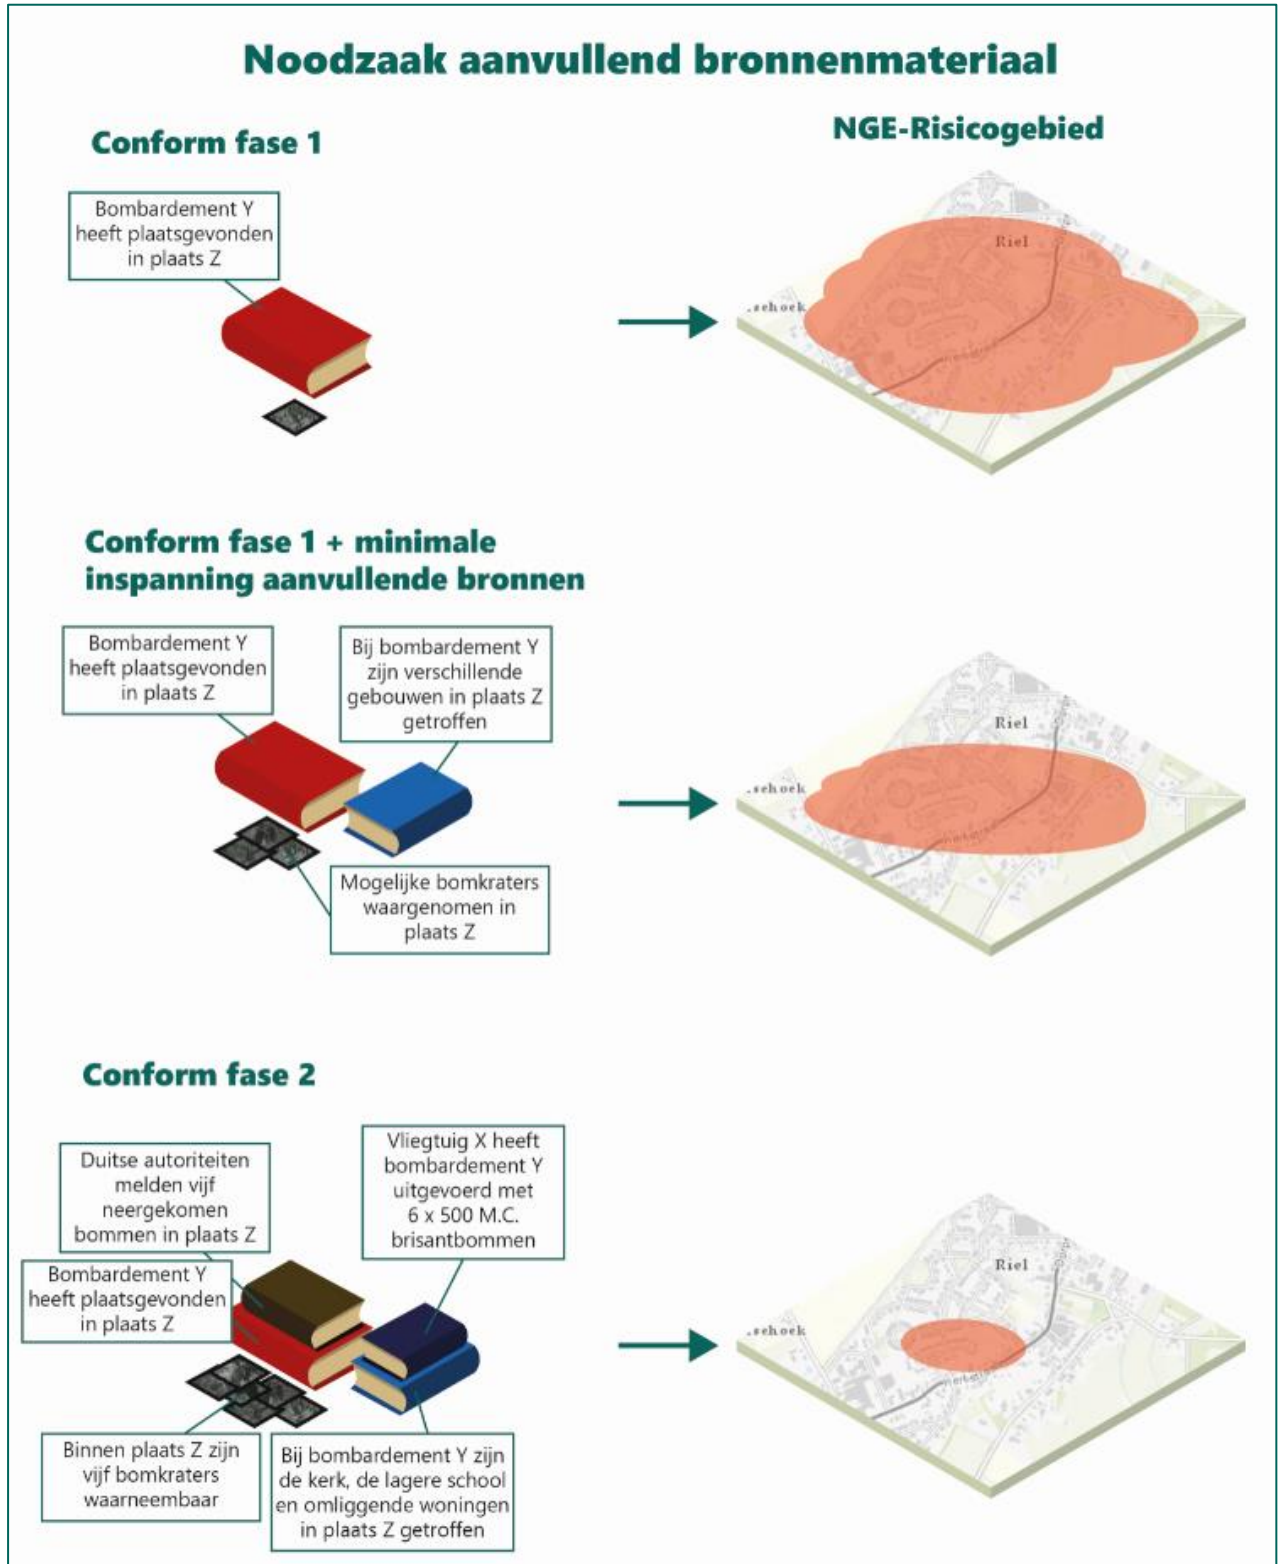 Noodzaak aanvullend bronnenmateriaal
Conform fase 1
NGE-Risicogebied
Bombardement Y
heeft plaatsgevonden
in plaats Z
Riel
.schoek
Conform fase 1 + minimale
inspanning aanvullende bronnen
Bombardement Y
heeft plaatsgevonden
in plaats Z
Bij bombardement Y
zijn verschillende
gebouwen in plaats Z
getroffen
Mogelijke bomkraters
waargenomen in
plaats Z
Riel
.schoek
Conform fase 2
Duitse autoriteiten
melden vijf
neergekomen
bommen in plaats Z
Vliegtuig X heeft
bombardement Y
uitgevoerd met
6 x 500 M.C.
brisantbommen
Bombardement Y
heeft plaatsgevonden
in plaats Z
Binnen plaats Z zijn
vijf bomkraters
waarneembaar
Bij bombardement Y zijn
de kerk, de lagere school
en omliggende woningen
in plaats Z getroffen
Riel
.schoek